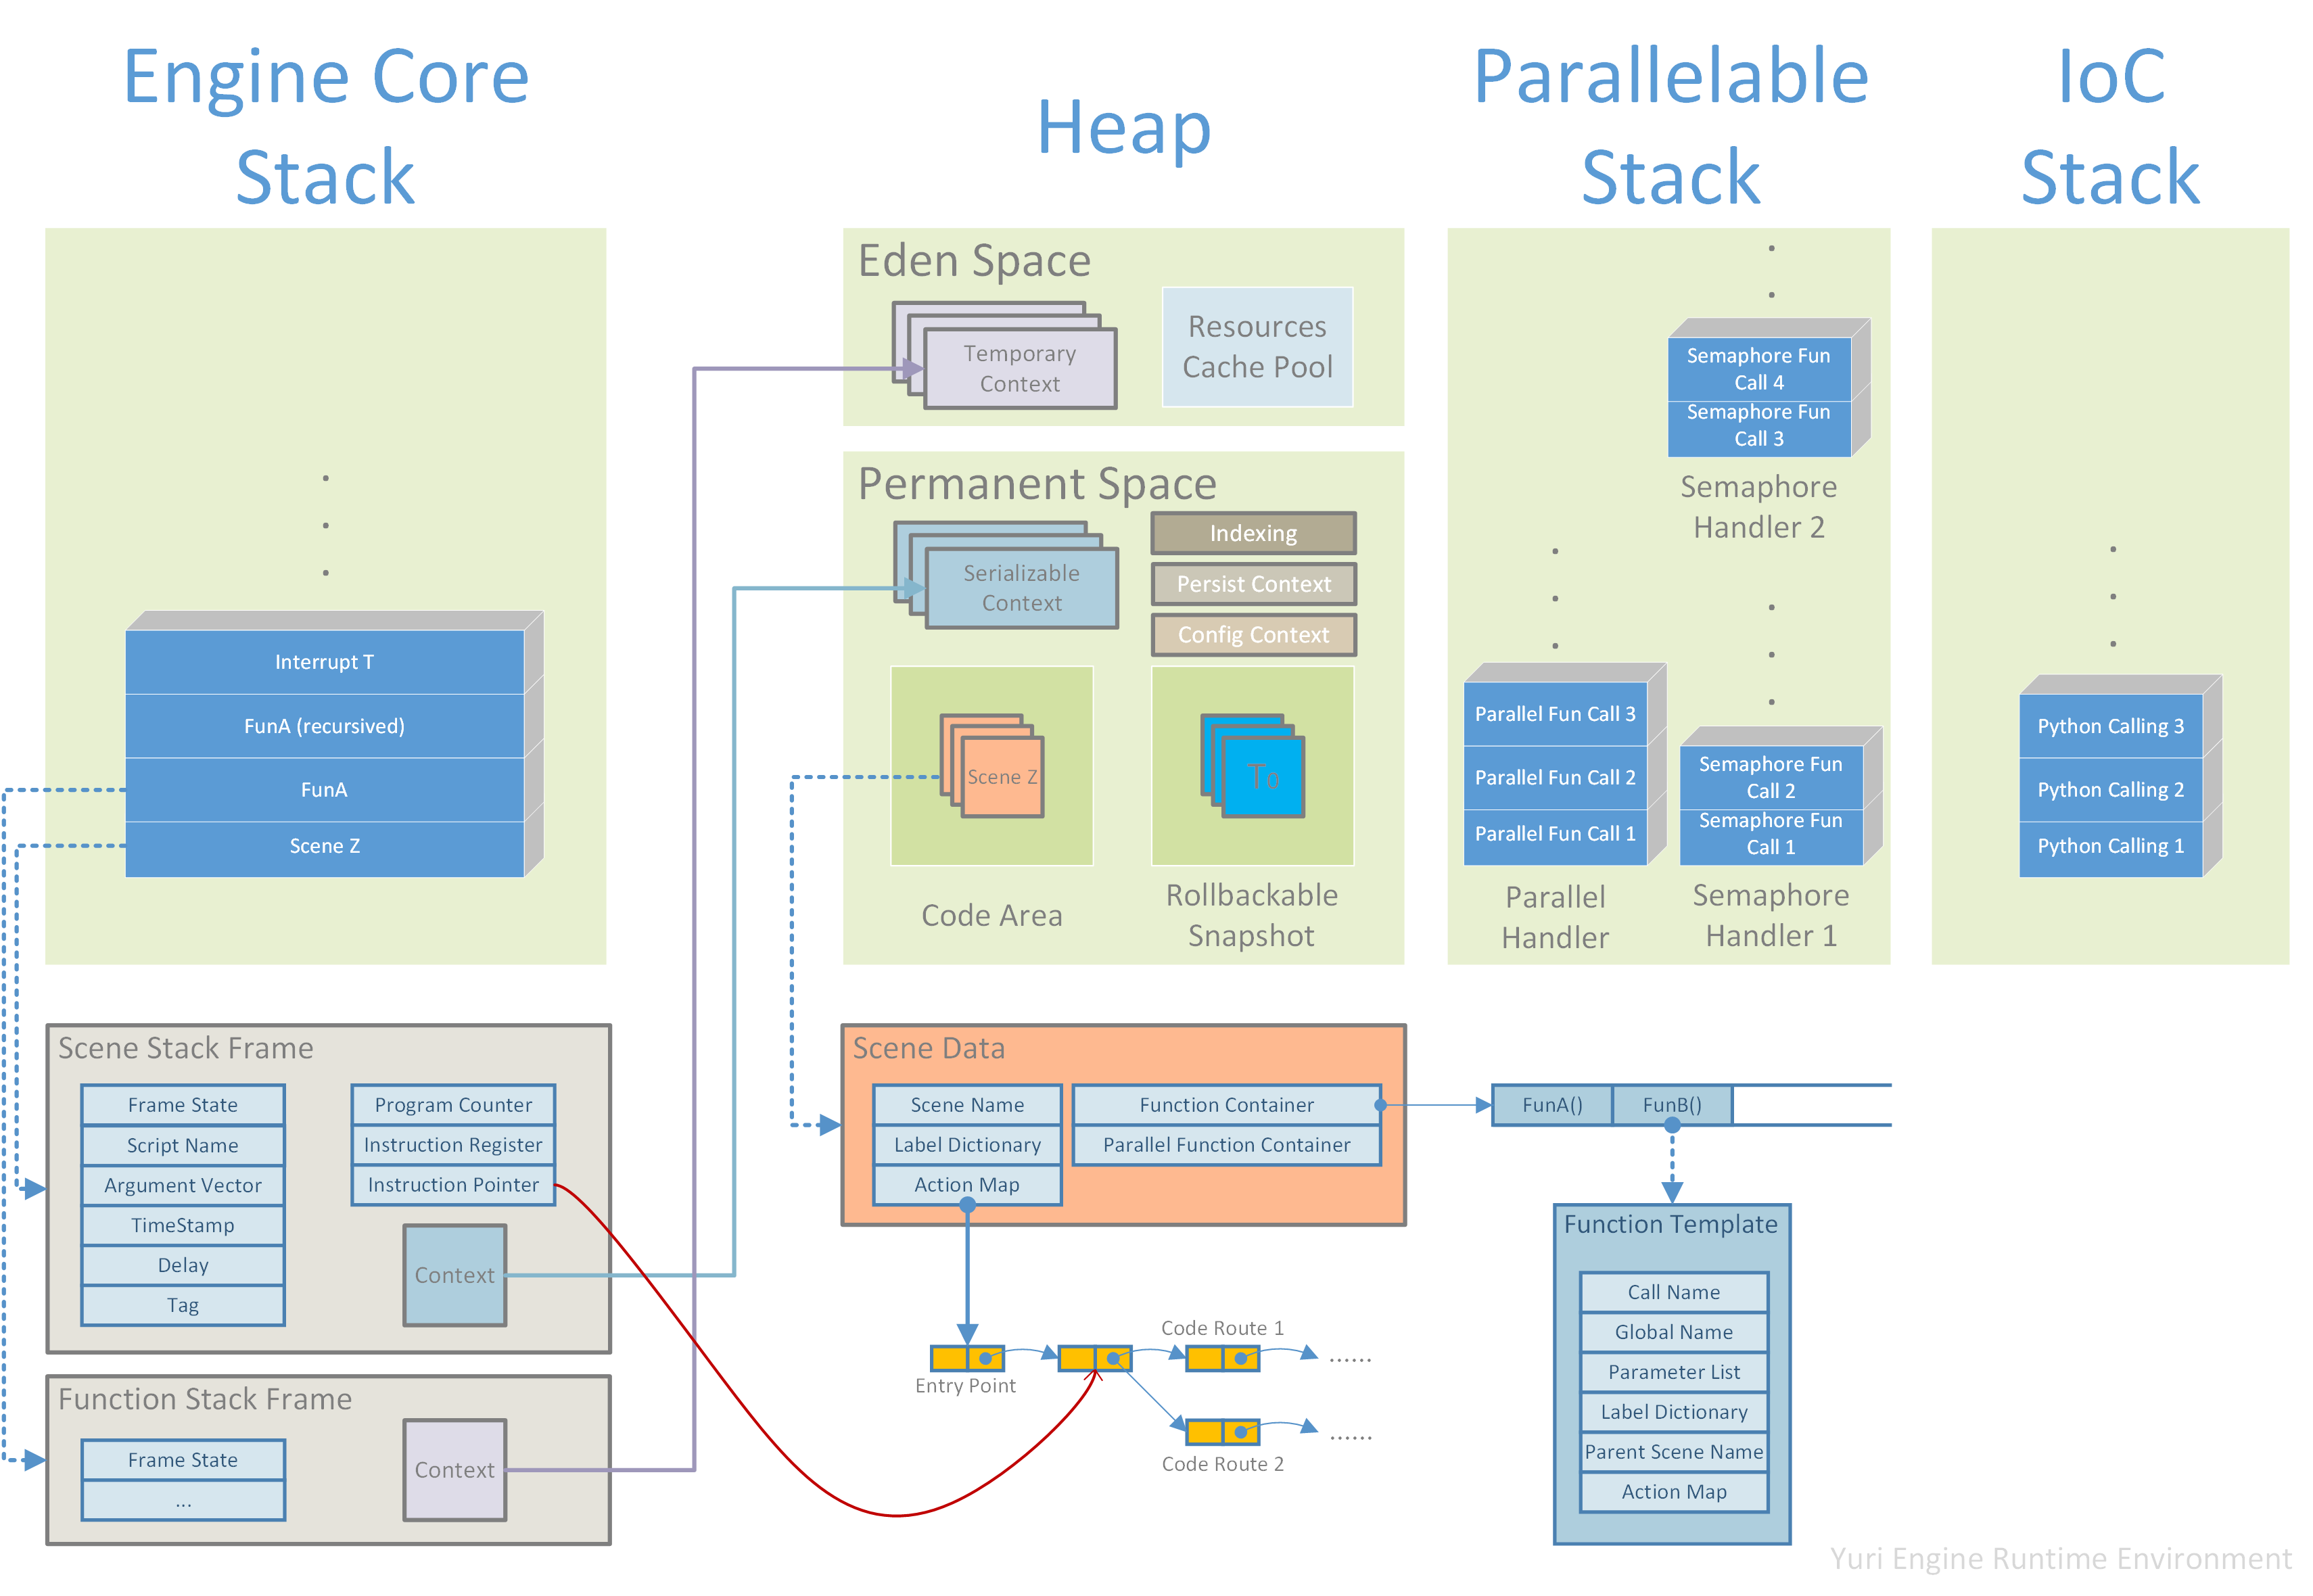 Engine Core
Stack
Heap
Parallelable
Stack
IoC
Stack
Interrupt T
FunA (recursived)
FunA
Scene Z
Eden Space
Temporary
Context
Resources
Cache Pool
Permanent Space
Serializable
Context
Indexing
Persist Context
Config Context
Scene Z
T0
Code Area
Rollbackable
Snapshot
Semaphore Fun
Call 4
Semaphore Fun
Call 3
Semaphore
Handler 2
Parallel Fun Call 3
Parallel Fun Call 2
Parallel Fun Call 1
Parallel
Handler
Semaphore Fun
Call 2
Semaphore Fun
Call 1
Semaphore
Handler 1
Python Calling 3
Python Calling 2
Python Calling 1
Scene Stack Frame
Frame State
Script Name
Argument Vector
TimeStamp
Delay
Tag
Program Counter
Instruction Register
Instruction Pointer
Context
Function Stack Frame
Frame State
...
Context
Scene Data
Scene Name
Label Dictionary
Action Map
Function Container
Parallel Function Container
FunA()
FunB()
Entry Point
Code Route 1
......
......
Code Route 2
Function Template
Call Name
Global Name
Parameter List
Label Dictionary
Parent Scene Name
Action Map
Yuri Engine Runtime Environment